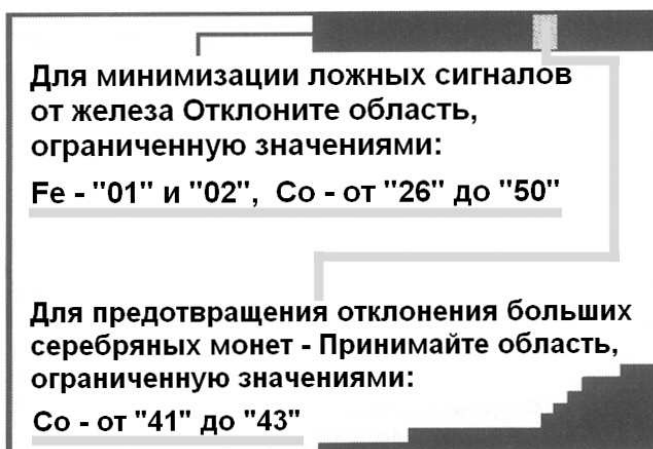 Для минимизации ложных сигналов
от железа Отклоните область,
ограниченную значениями:
Fe - "01" и "02", Co - от "26" до "50"
Для предотвращения отклонения больших
серебряных монет - Принимайте область,
ограниченную значениями:
Co - от "41" до "43"